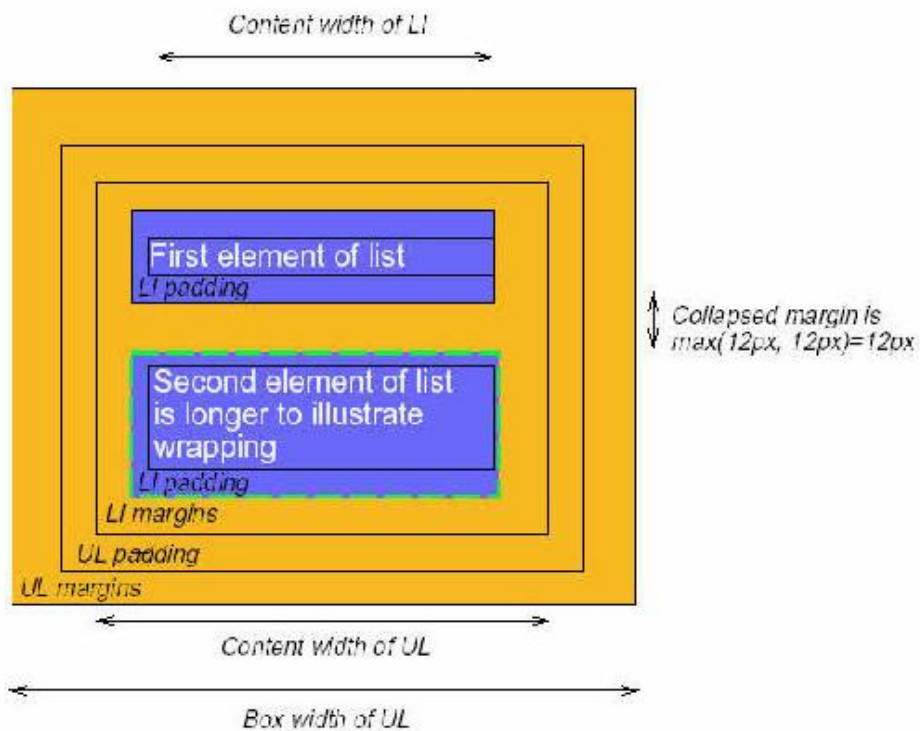 Content width of LI
First element of list
LI padding
Collapsed margin is
max(12px, 12px)=12px
Second element of list
is longer to illustrate
wrapping
LI padding
LI margins
UL padding
UL margins
Content width of UL
Box width of UL